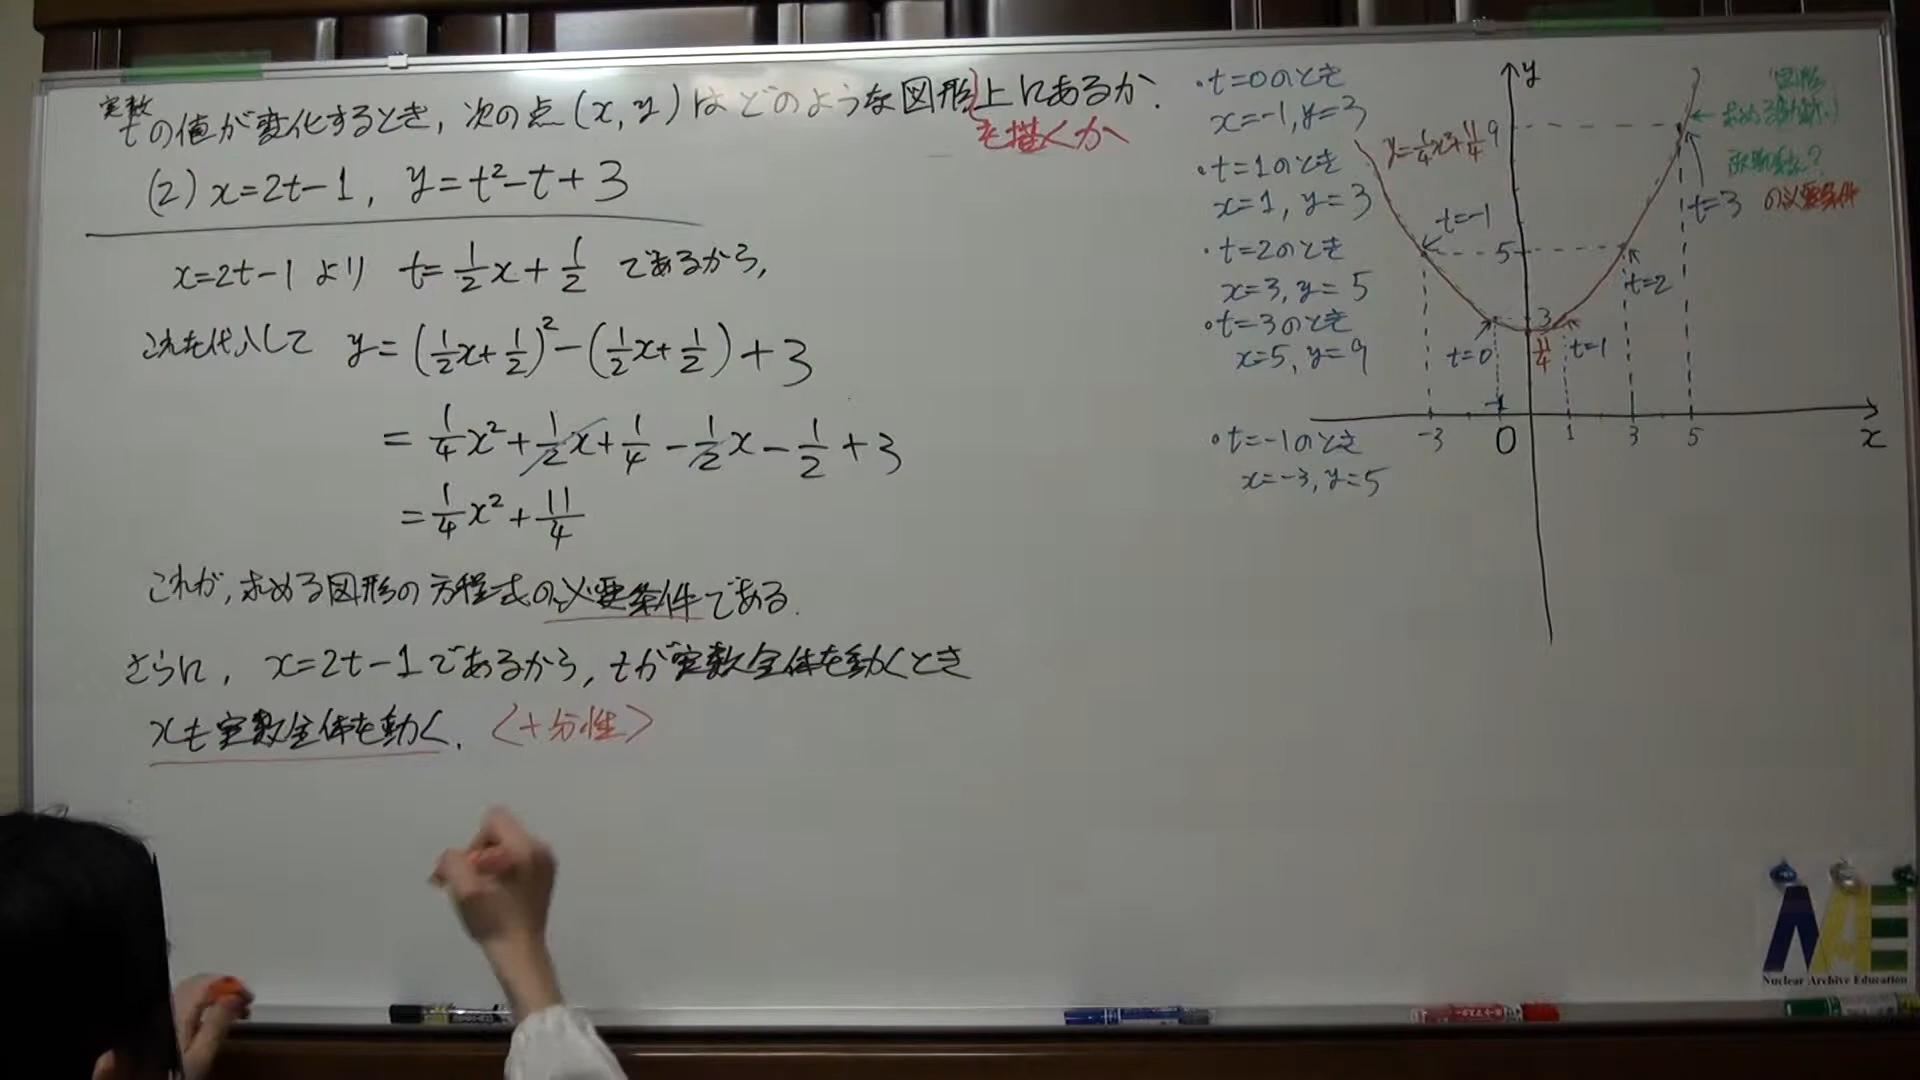 実数
tの値が変化するとき, 次の点(x, y)はどのような図形上にあるか.
を描くか
(2) x=2t-1, y=t²-t+3
x=2t-1より t=1/2x+1/2 であるから,
これを代入して y=(1/2x+1/2)²-(1/2x+1/2)+3
=1/4x²+1/2x+1/4-1/2x-1/2+3
=1/4x²+11/4
これが, 求める図形の方程式の必要条件である.
さらに, x=2t-1であるから, tが実数全体を動くとき
xも実数全体を動く. <十分性>
・t=0のとき
x=-1, y=3
・t=1のとき
x=1, y=3
・t=2のとき
x=3, y=5
・t=3のとき
x=5, y=9
・t=-1のとき
x=-3, y=5
y
y=1/4x²+11/4
9
図形
求める
の必要条件
t=3
t=-1
5
t=2
3
t=0
11/4
t=1
-1
-3
O
1
3
5
x
NAE
Nuclear Archive Education